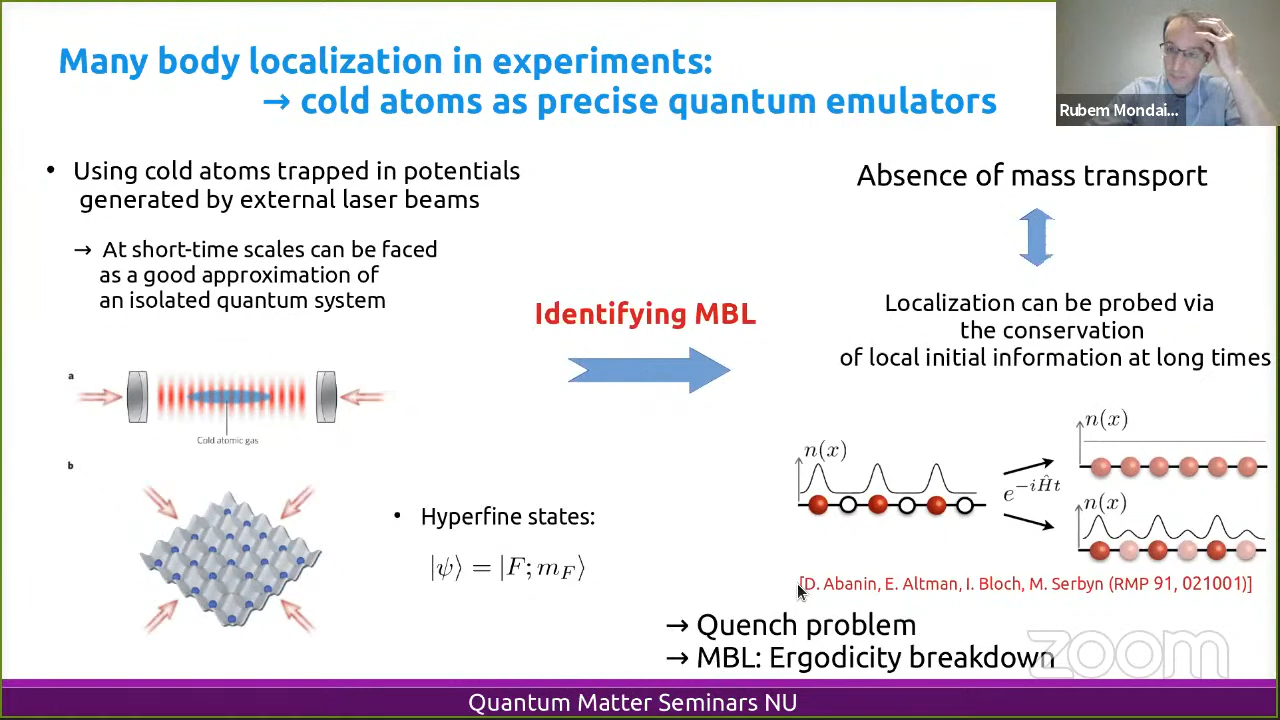 Many body localization in experiments:
→ cold atoms as precise quantum emulators
Rubem Mondai...
• Using cold atoms trapped in potentials
generated by external laser beams
→ At short-time scales can be faced
as a good approximation of
an isolated quantum system
a
Cold atomic gas
b
• Hyperfine states:
|ψ⟩ = |F; m_F⟩
Identifying MBL
Absence of mass transport
Localization can be probed via
the conservation
of local initial information at long times
n(x)
e^{-iĤt}
n(x)
n(x)
[D. Abanin, E. Altman, I. Bloch, M. Serbyn (RMP 91, 021001)]
→ Quench problem
→ MBL: Ergodicity breakdown
zoom
Quantum Matter Seminars NU